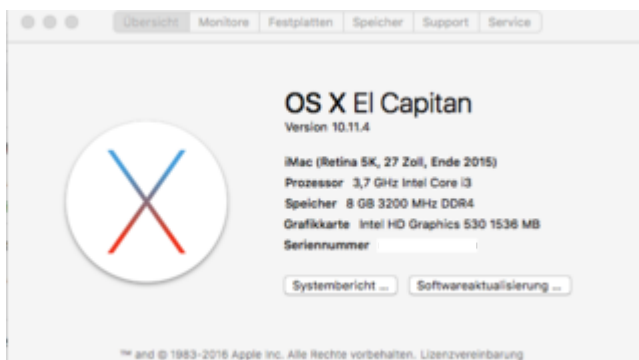 Übersicht Monitore Festplatten Speicher Support Service
OS X El Capitan
Version 10.11.4
iMac (Retina 5K, 27 Zoll, Ende 2015)
Prozessor 3,7 GHz Intel Core i3
Speicher 8 GB 3200 MHz DDR4
Grafikkarte Intel HD Graphics 530 1536 MB
Seriennummer
Systembericht ... Softwareaktualisierung ...
™ and © 1983-2016 Apple Inc. Alle Rechte vorbehalten. Lizenzvereinbarung